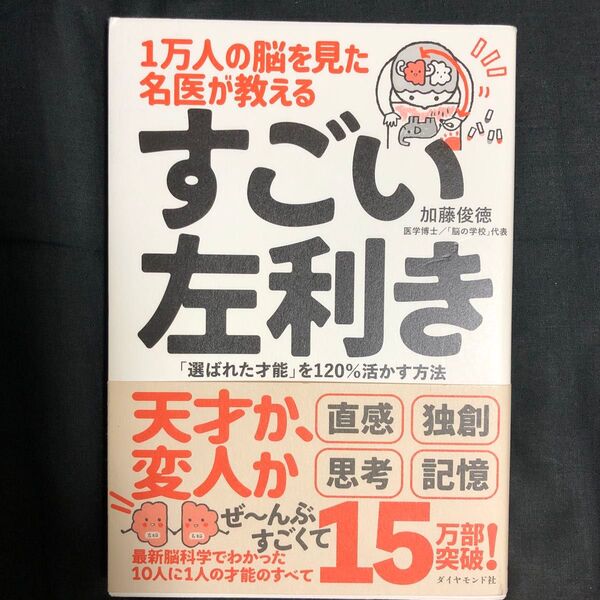 1万人の脳を見た
名医が教える
すごい
左利き
加藤俊徳
医学博士/「脳の学校」代表
「選ばれた才能」を120%活かす方法
天才か、
変人か
直感
独創
思考
記憶
ぜ〜んぶ
すごくて
15万部
突破!
最新脳科学でわかった
10人に1人の才能のすべて
ダイヤモンド社